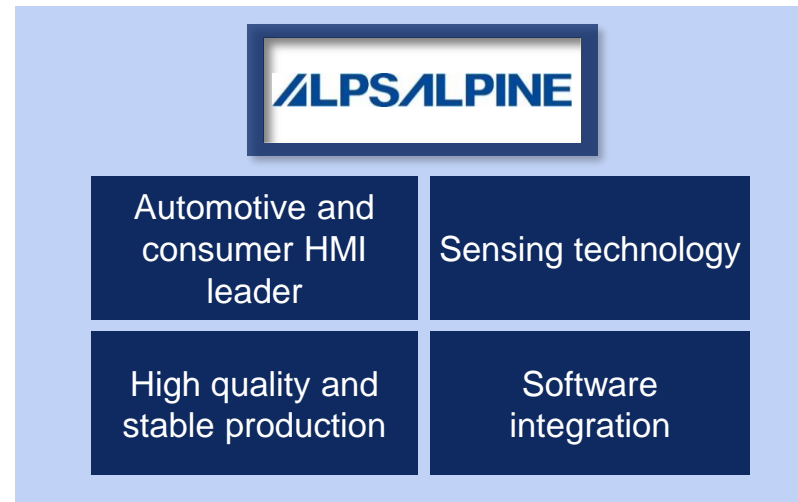 ALPSALPINE
Automotive and
consumer HMI
leader
Sensing technology
High quality and
stable production
Software
integration